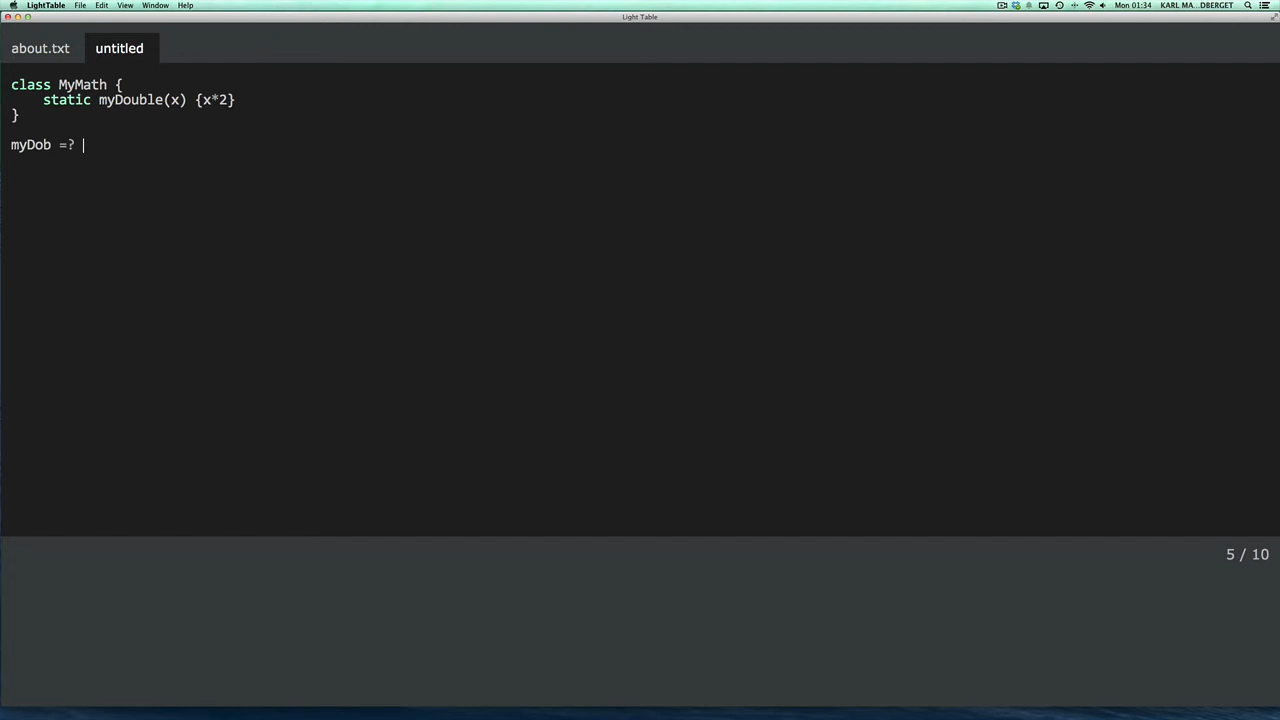 LightTable File Edit View Window Help Mon 01:34 KARL MA...DBERGET
Light Table
about.txt untitled
class MyMath {
    static myDouble(x) {x*2}
}
myDob =?
5 / 10